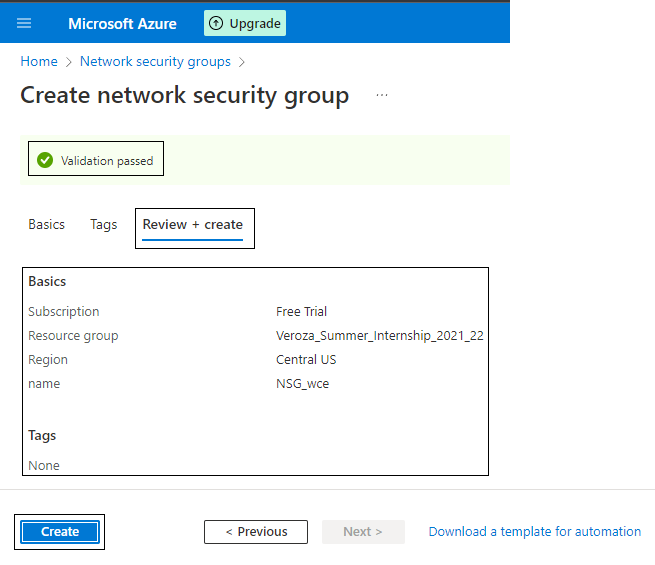 Microsoft Azure Upgrade
Home > Network security groups >
Create network security group ...
Validation passed
Basics Tags Review + create
Basics
Subscription Free Trial
Resource group Veroza_Summer_Internship_2021_22
Region Central US
name NSG_wce
Tags
None
Create < Previous Next > Download a template for automation